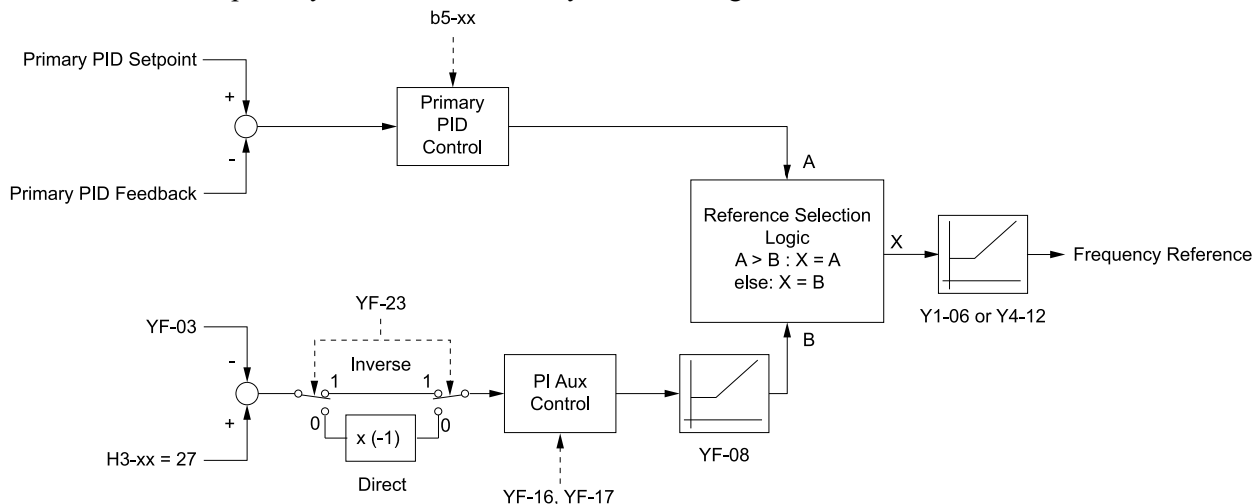 b5-xx
Primary PID Setpoint
+
-
Primary PID Feedback
Primary
PID
Control
A
Reference Selection
Logic
A > B : X = A
else: X = B
X
Frequency Reference
Y1-06 or Y4-12
B
YF-23
YF-03
-
+
H3-xx = 27
Inverse
1
1
0
0
x (-1)
Direct
PI Aux
Control
YF-16, YF-17
YF-08